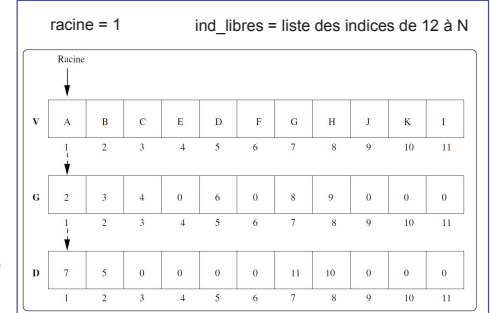 racine = 1 ind_libres = liste des indices de 12 à N
Racine
V A B C E D F G H J K I
1 2 3 4 5 6 7 8 9 10 11
G 2 3 4 0 6 0 8 9 0 0 0
1 2 3 4 5 6 7 8 9 10 11
D 7 5 0 0 0 0 11 10 0 0 0
1 2 3 4 5 6 7 8 9 10 11